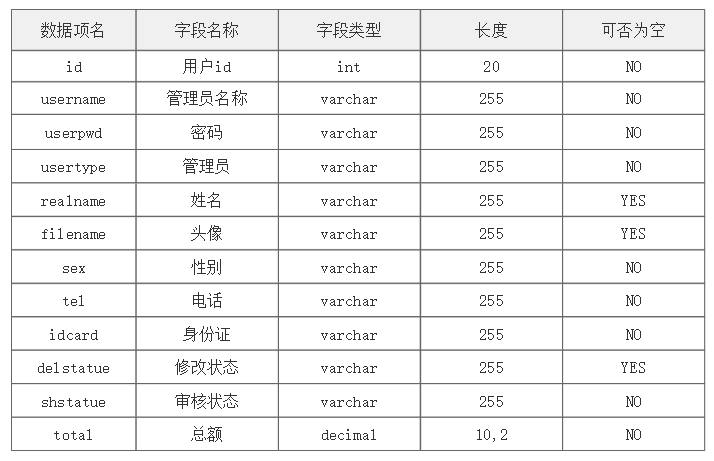 数据项名 字段名称 字段类型 长度 可否为空
id 用户id int 20 NO
username 管理员名称 varchar 255 NO
userpwd 密码 varchar 255 NO
usertype 管理员 varchar 255 NO
realname 姓名 varchar 255 YES
filename 头像 varchar 255 YES
sex 性别 varchar 255 NO
tel 电话 varchar 255 NO
idcard 身份证 varchar 255 NO
delstatue 修改状态 varchar 255 YES
shstatue 审核状态 varchar 255 NO
total 总额 decimal 10,2 NO